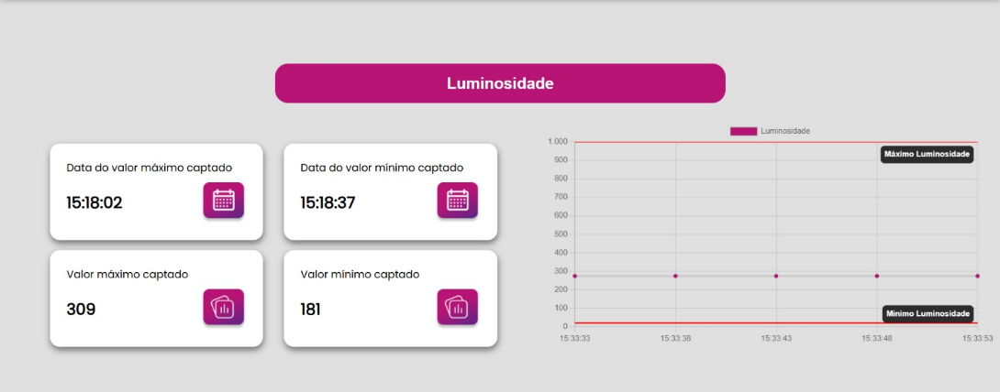 Luminosidade
Data do valor máximo captado
15:18:02
Data do valor mínimo captado
15:18:37
Valor máximo captado
309
Valor mínimo captado
181
Luminosidade
1.000
900
800
700
600
500
400
300
200
100
0
Máximo Luminosidade
Mínimo Luminosidade
15:33:33
15:33:38
15:33:43
15:33:48
15:33:53